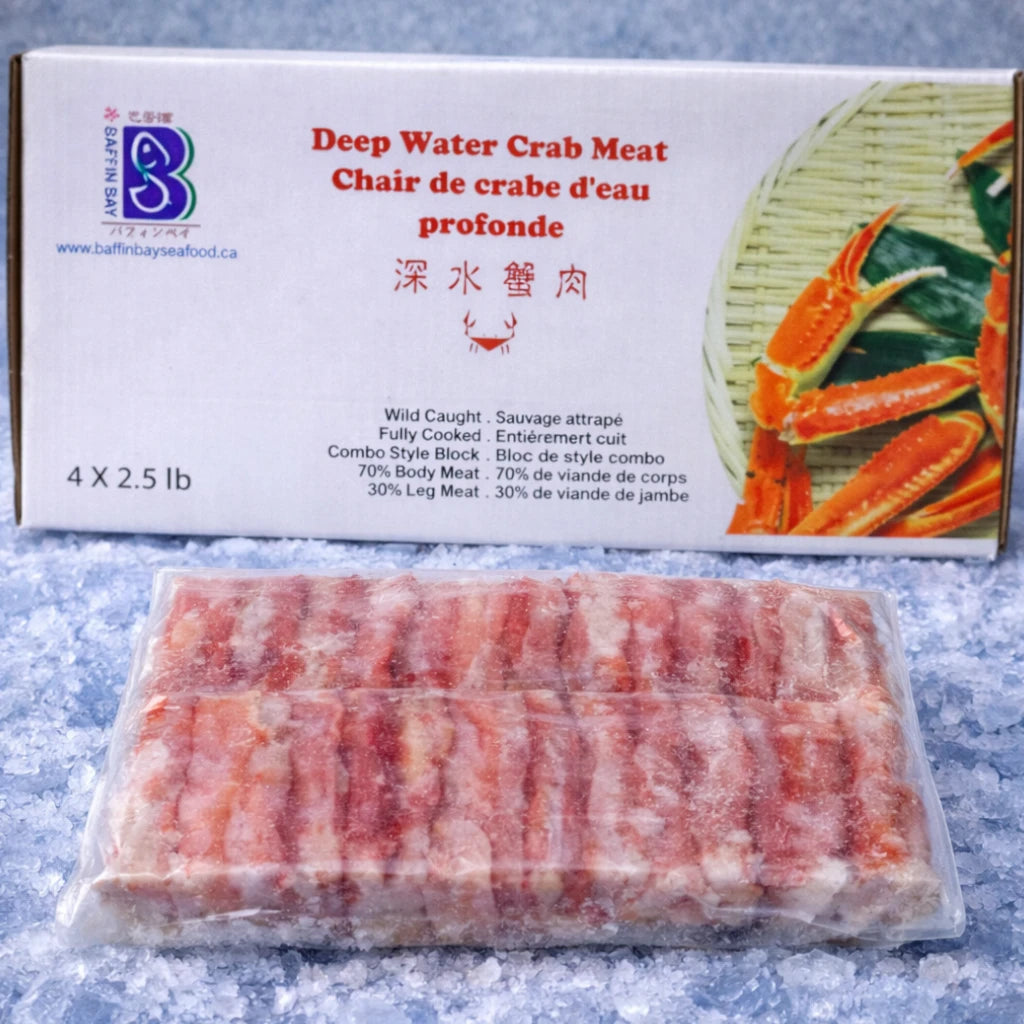 巴芬灣
BAFFIN BAY
バフィンベイ
www.baffinbayseafood.ca
Deep Water Crab Meat
Chair de crabe d'eau
profonde
深水蟹肉
Wild Caught . Sauvage attrapé
Fully Cooked . Entiéremert cuit
Combo Style Block . Bloc de style combo
70% Body Meat . 70% de viande de corps
30% Leg Meat . 30% de viande de jambe
4 X 2.5 lb